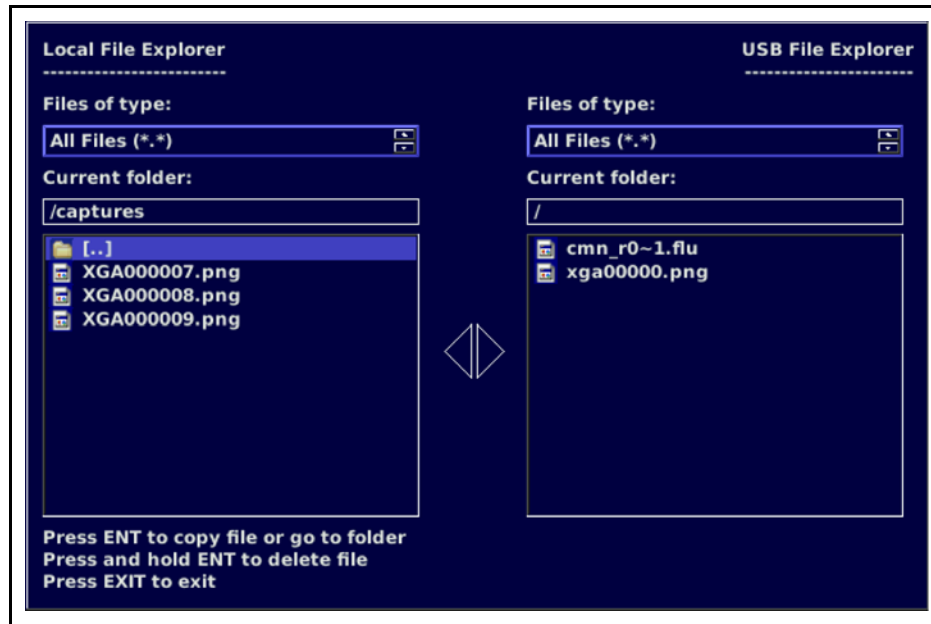 Local File Explorer
-------------------------
Files of type:
All Files (*.*)
Current folder:
/captures
[..]
XGA000007.png
XGA000008.png
XGA000009.png
USB File Explorer
-----------------------
Files of type:
All Files (*.*)
Current folder:
/
cmn_r0~1.flu
xga00000.png
Press ENT to copy file or go to folder
Press and hold ENT to delete file
Press EXIT to exit